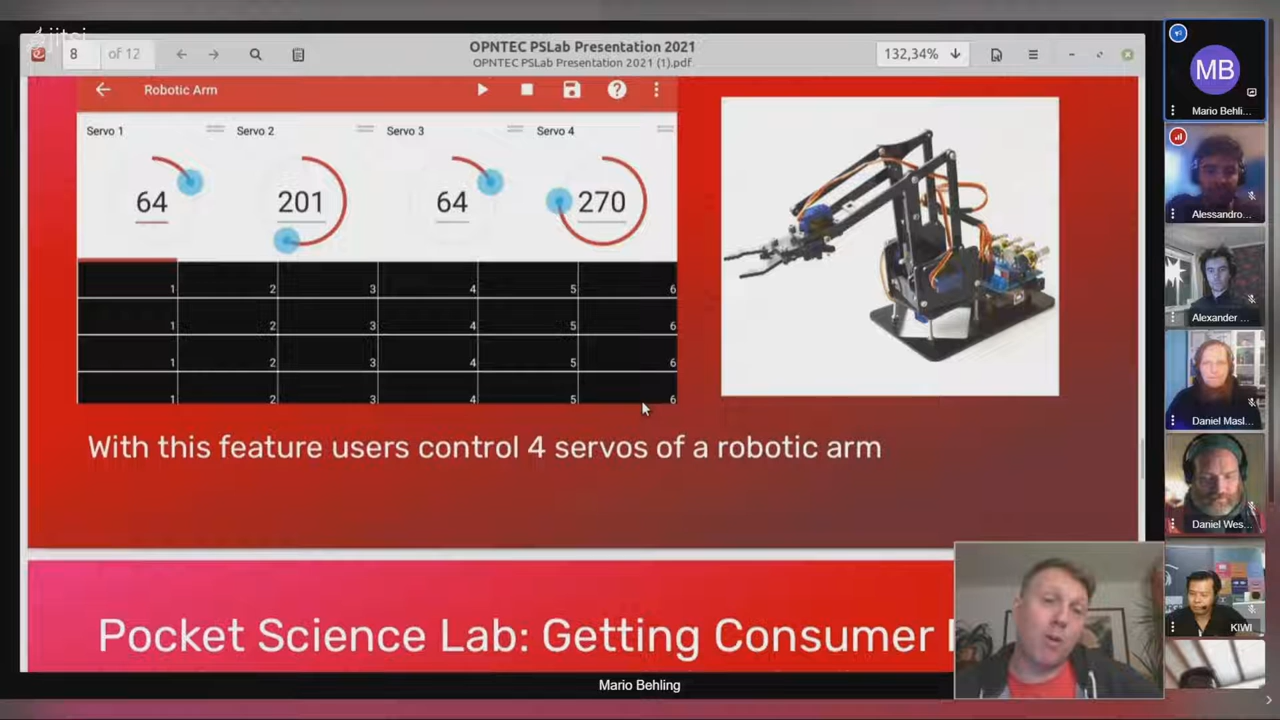 jitsi
8 of 12
OPNTEC PSLab Presentation 2021
OPNTEC PSLab Presentation 2021 (1).pdf
132,34%
Robotic Arm
Servo 1 Servo 2 Servo 3 Servo 4
64 201 64 270
1 2 3 4 5 6
1 2 3 4 5 6
1 2 3 4 5 6
1 2 3 4 5 6
With this feature users control 4 servos of a robotic arm
Pocket Science Lab: Getting Consumer
Mario Behling
MB
Mario Behli...
Alessandro...
Alexander ...
Daniel Masl...
Daniel Wes...
KIWI